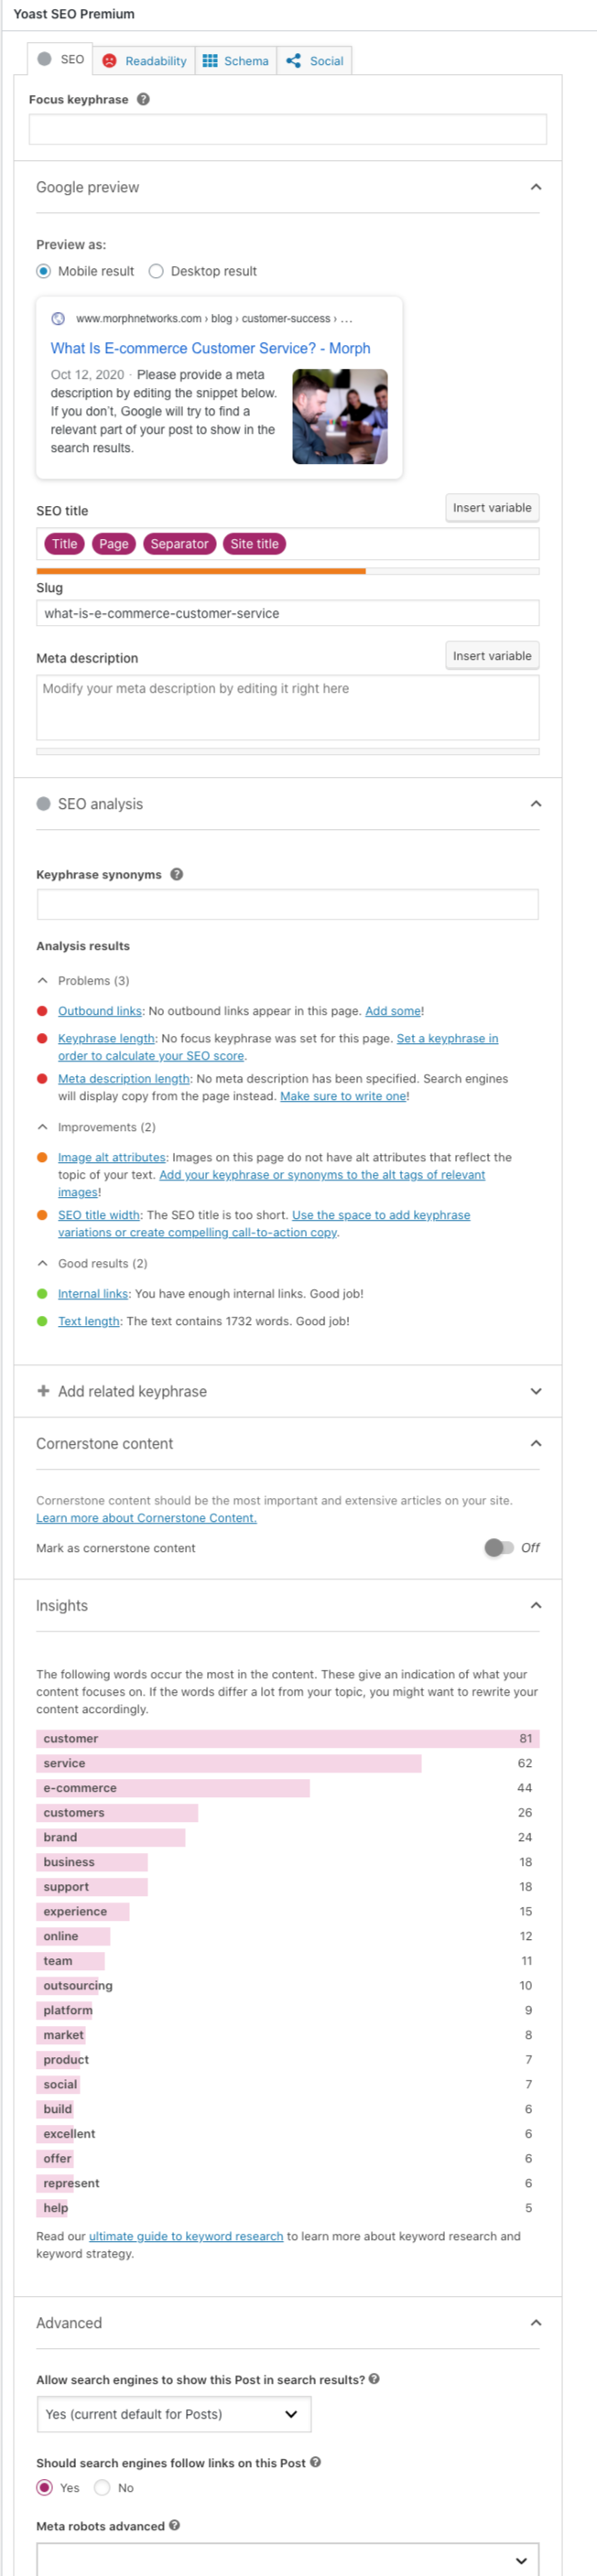 Yoast SEO Premium
SEO
Readability
Schema
Social
Focus keyphrase
Google preview
Preview as:
Mobile result
Desktop result
www.morphnetworks.com › blog › customer-success › …
What Is E-commerce Customer Service? - Morph
Oct 12, 2020 · Please provide a meta
description by editing the snippet below.
If you don't, Google will try to find a
relevant part of your post to show in the
search results.
SEO title
Insert variable
Title Page Separator Site title
Slug
what-is-e-commerce-customer-service
Meta description
Insert variable
Modify your meta description by editing it right here
SEO analysis
Keyphrase synonyms
Analysis results
Problems (3)
Outbound links: No outbound links appear in this page. Add some!
Keyphrase length: No focus keyphrase was set for this page. Set a keyphrase in
order to calculate your SEO score.
Meta description length: No meta description has been specified. Search engines
will display copy from the page instead. Make sure to write one!
Improvements (2)
Image alt attributes: Images on this page do not have alt attributes that reflect the
topic of your text. Add your keyphrase or synonyms to the alt tags of relevant
images!
SEO title width: The SEO title is too short. Use the space to add keyphrase
variations or create compelling call-to-action copy.
Good results (2)
Internal links: You have enough internal links. Good job!
Text length: The text contains 1732 words. Good job!
Add related keyphrase
Cornerstone content
Cornerstone content should be the most important and extensive articles on your site.
Learn more about Cornerstone Content.
Mark as cornerstone content
Off
Insights
The following words occur the most in the content. These give an indication of what your
content focuses on. If the words differ a lot from your topic, you might want to rewrite your
content accordingly.
customer 81
service 62
e-commerce 44
customers 26
brand 24
business 18
support 18
experience 15
online 12
team 11
outsourcing 10
platform 9
market 8
product 7
social 7
build 6
excellent 6
offer 6
represent 6
help 5
Read our ultimate guide to keyword research to learn more about keyword research and
keyword strategy.
Advanced
Allow search engines to show this Post in search results?
Yes (current default for Posts)
Should search engines follow links on this Post
Yes
No
Meta robots advanced